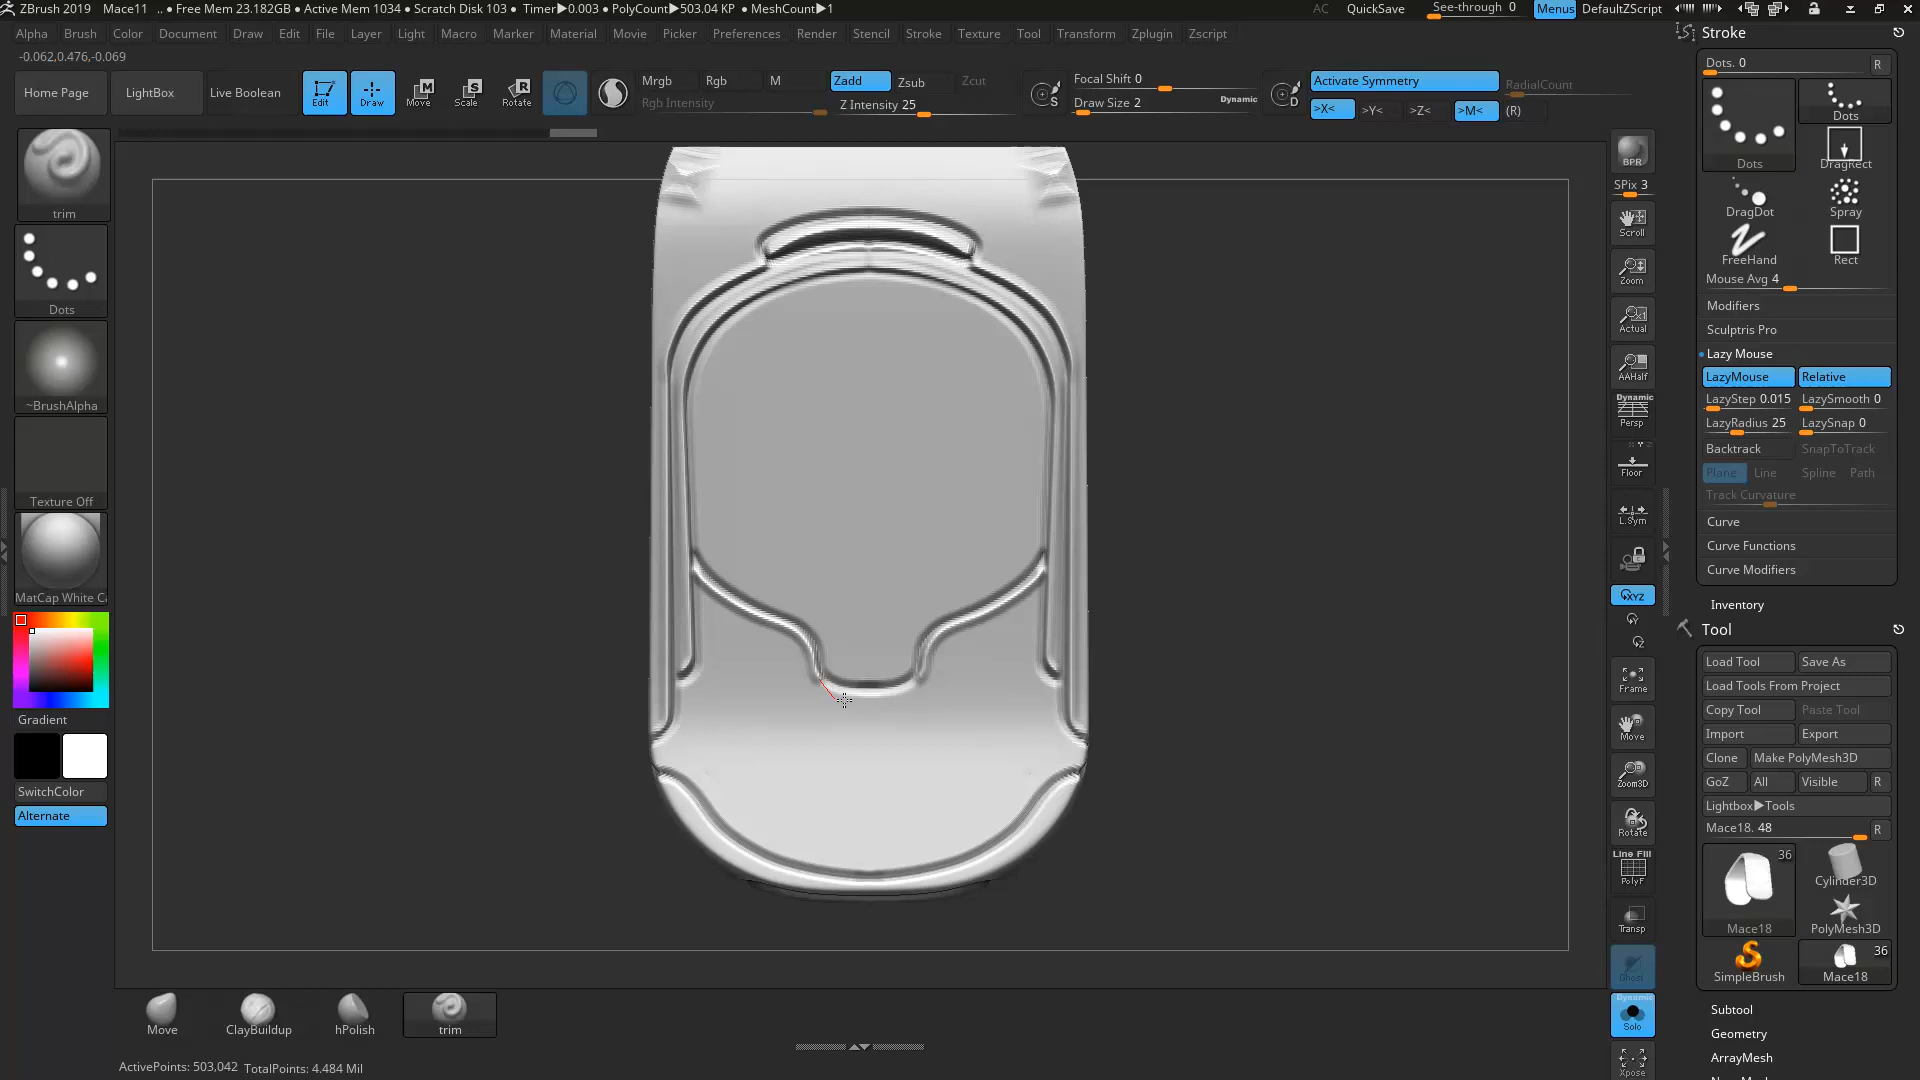 ZBrush 2019 Mace11 .. ● Free Mem 23.182GB ● Active Mem 1034 ● Scratch Disk 103 ● Timer▶0.003 ● PolyCount▶503.04 KP ● MeshCount▶1 AC QuickSave See-through 0 Menus DefaultZScript
Alpha Brush Color Document Draw Edit File Layer Light Macro Marker Material Movie Picker Preferences Render Stencil Stroke Texture Tool Transform Zplugin Zscript
-0.062,0.476,-0.069
Home Page LightBox Live Boolean Edit Draw Move Scale Rotate
Mrgb Rgb M Zadd Zsub Zcut
Rgb Intensity Z Intensity 25
Focal Shift 0
Draw Size 2 Dynamic
S
D
Activate Symmetry RadialCount
>X< >Y< >Z< >M< (R)
trim
Dots
~BrushAlpha
Texture Off
MatCap White Ca
Gradient
SwitchColor
Alternate
Move ClayBuildup hPolish trim
ActivePoints: 503,042 TotalPoints: 4.484 Mil
BPR
SPix 3
Scroll
Zoom
Actual
AAHalf
Dynamic
Persp
Floor
L.Sym
XYZ
Frame
Move
Zoom3D
Rotate
Line Fill
PolyF
Transp
Ghost
Dynamic
Solo
Xpose
Stroke
Dots. 0 R
Dots Dots
DragRect
DragDot Spray
FreeHand Rect
Mouse Avg 4
Modifiers
Sculptris Pro
Lazy Mouse
LazyMouse Relative
LazyStep 0.015 LazySmooth 0
LazyRadius 25 LazySnap 0
Backtrack SnapToTrack
Plane Line Spline Path
Track Curvature
Curve
Curve Functions
Curve Modifiers
Inventory
Tool
Load Tool Save As
Load Tools From Project
Copy Tool Paste Tool
Import Export
Clone Make PolyMesh3D
GoZ All Visible R
Lightbox▶Tools
Mace18. 48 R
36
Cylinder3D
Mace18 PolyMesh3D
36
SimpleBrush Mace18
Subtool
Geometry
ArrayMesh